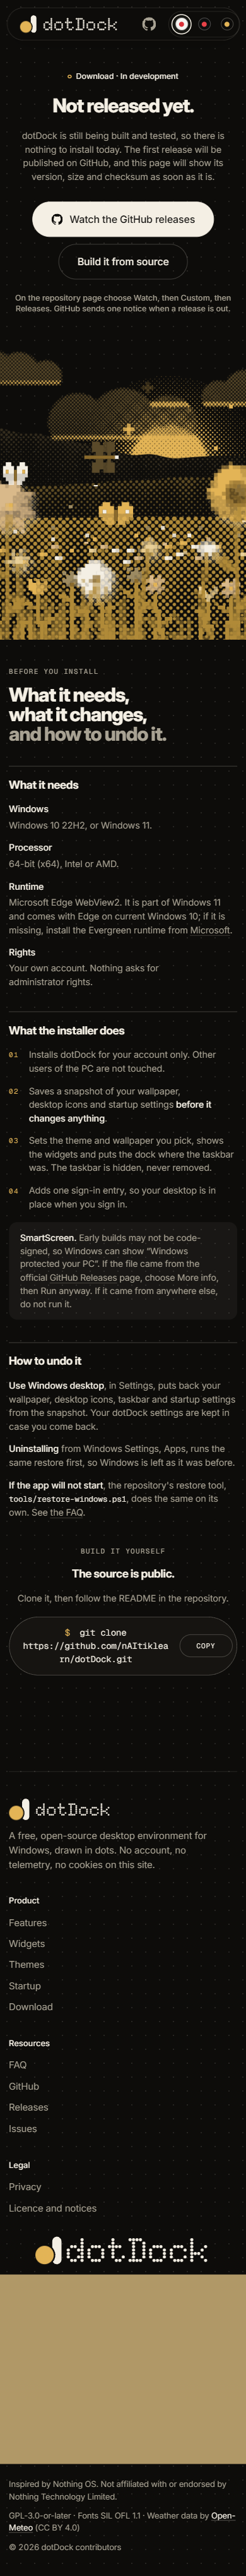 dotDock
Download · In development
Not released yet.
dotDock is still being built and tested, so there is
nothing to install today. The first release will be
published on GitHub, and this page will show its
version, size and checksum as soon as it is.
Watch the GitHub releases
Build it from source
On the repository page choose Watch, then Custom, then
Releases. GitHub sends one notice when a release is out.
BEFORE YOU INSTALL
What it needs,
what it changes,
and how to undo it.
What it needs
Windows
Windows 10 22H2, or Windows 11.
Processor
64-bit (x64), Intel or AMD.
Runtime
Microsoft Edge WebView2. It is part of Windows 11
and comes with Edge on current Windows 10; if it is
missing, install the Evergreen runtime from Microsoft.
Rights
Your own account. Nothing asks for
administrator rights.
What the installer does
01 Installs dotDock for your account only. Other
users of the PC are not touched.
02 Saves a snapshot of your wallpaper,
desktop icons and startup settings before it
changes anything.
03 Sets the theme and wallpaper you pick, shows
the widgets and puts the dock where the taskbar
was. The taskbar is hidden, never removed.
04 Adds one sign-in entry, so your desktop is in
place when you sign in.
SmartScreen. Early builds may not be code-
signed, so Windows can show “Windows
protected your PC”. If the file came from the
official GitHub Releases page, choose More info,
then Run anyway. If it came from anywhere else,
do not run it.
How to undo it
Use Windows desktop, in Settings, puts back your
wallpaper, desktop icons, taskbar and startup settings
from the snapshot. Your dotDock settings are kept in
case you come back.
Uninstalling from Windows Settings, Apps, runs the
same restore first, so Windows is left as it was before.
If the app will not start, the repository's restore tool,
tools/restore-windows.ps1, does the same on its
own. See the FAQ.
BUILD IT YOURSELF
The source is public.
Clone it, then follow the README in the repository.
$ git clone
https://github.com/nAItiklea
rn/dotDock.git
COPY
dotDock
A free, open-source desktop environment for
Windows, drawn in dots. No account, no
telemetry, no cookies on this site.
Product
Features
Widgets
Themes
Startup
Download
Resources
FAQ
GitHub
Releases
Issues
Legal
Privacy
Licence and notices
dotDock
Inspired by Nothing OS. Not affiliated with or endorsed by
Nothing Technology Limited.
GPL-3.0-or-later · Fonts SIL OFL 1.1 · Weather data by Open-
Meteo (CC BY 4.0)
© 2026 dotDock contributors